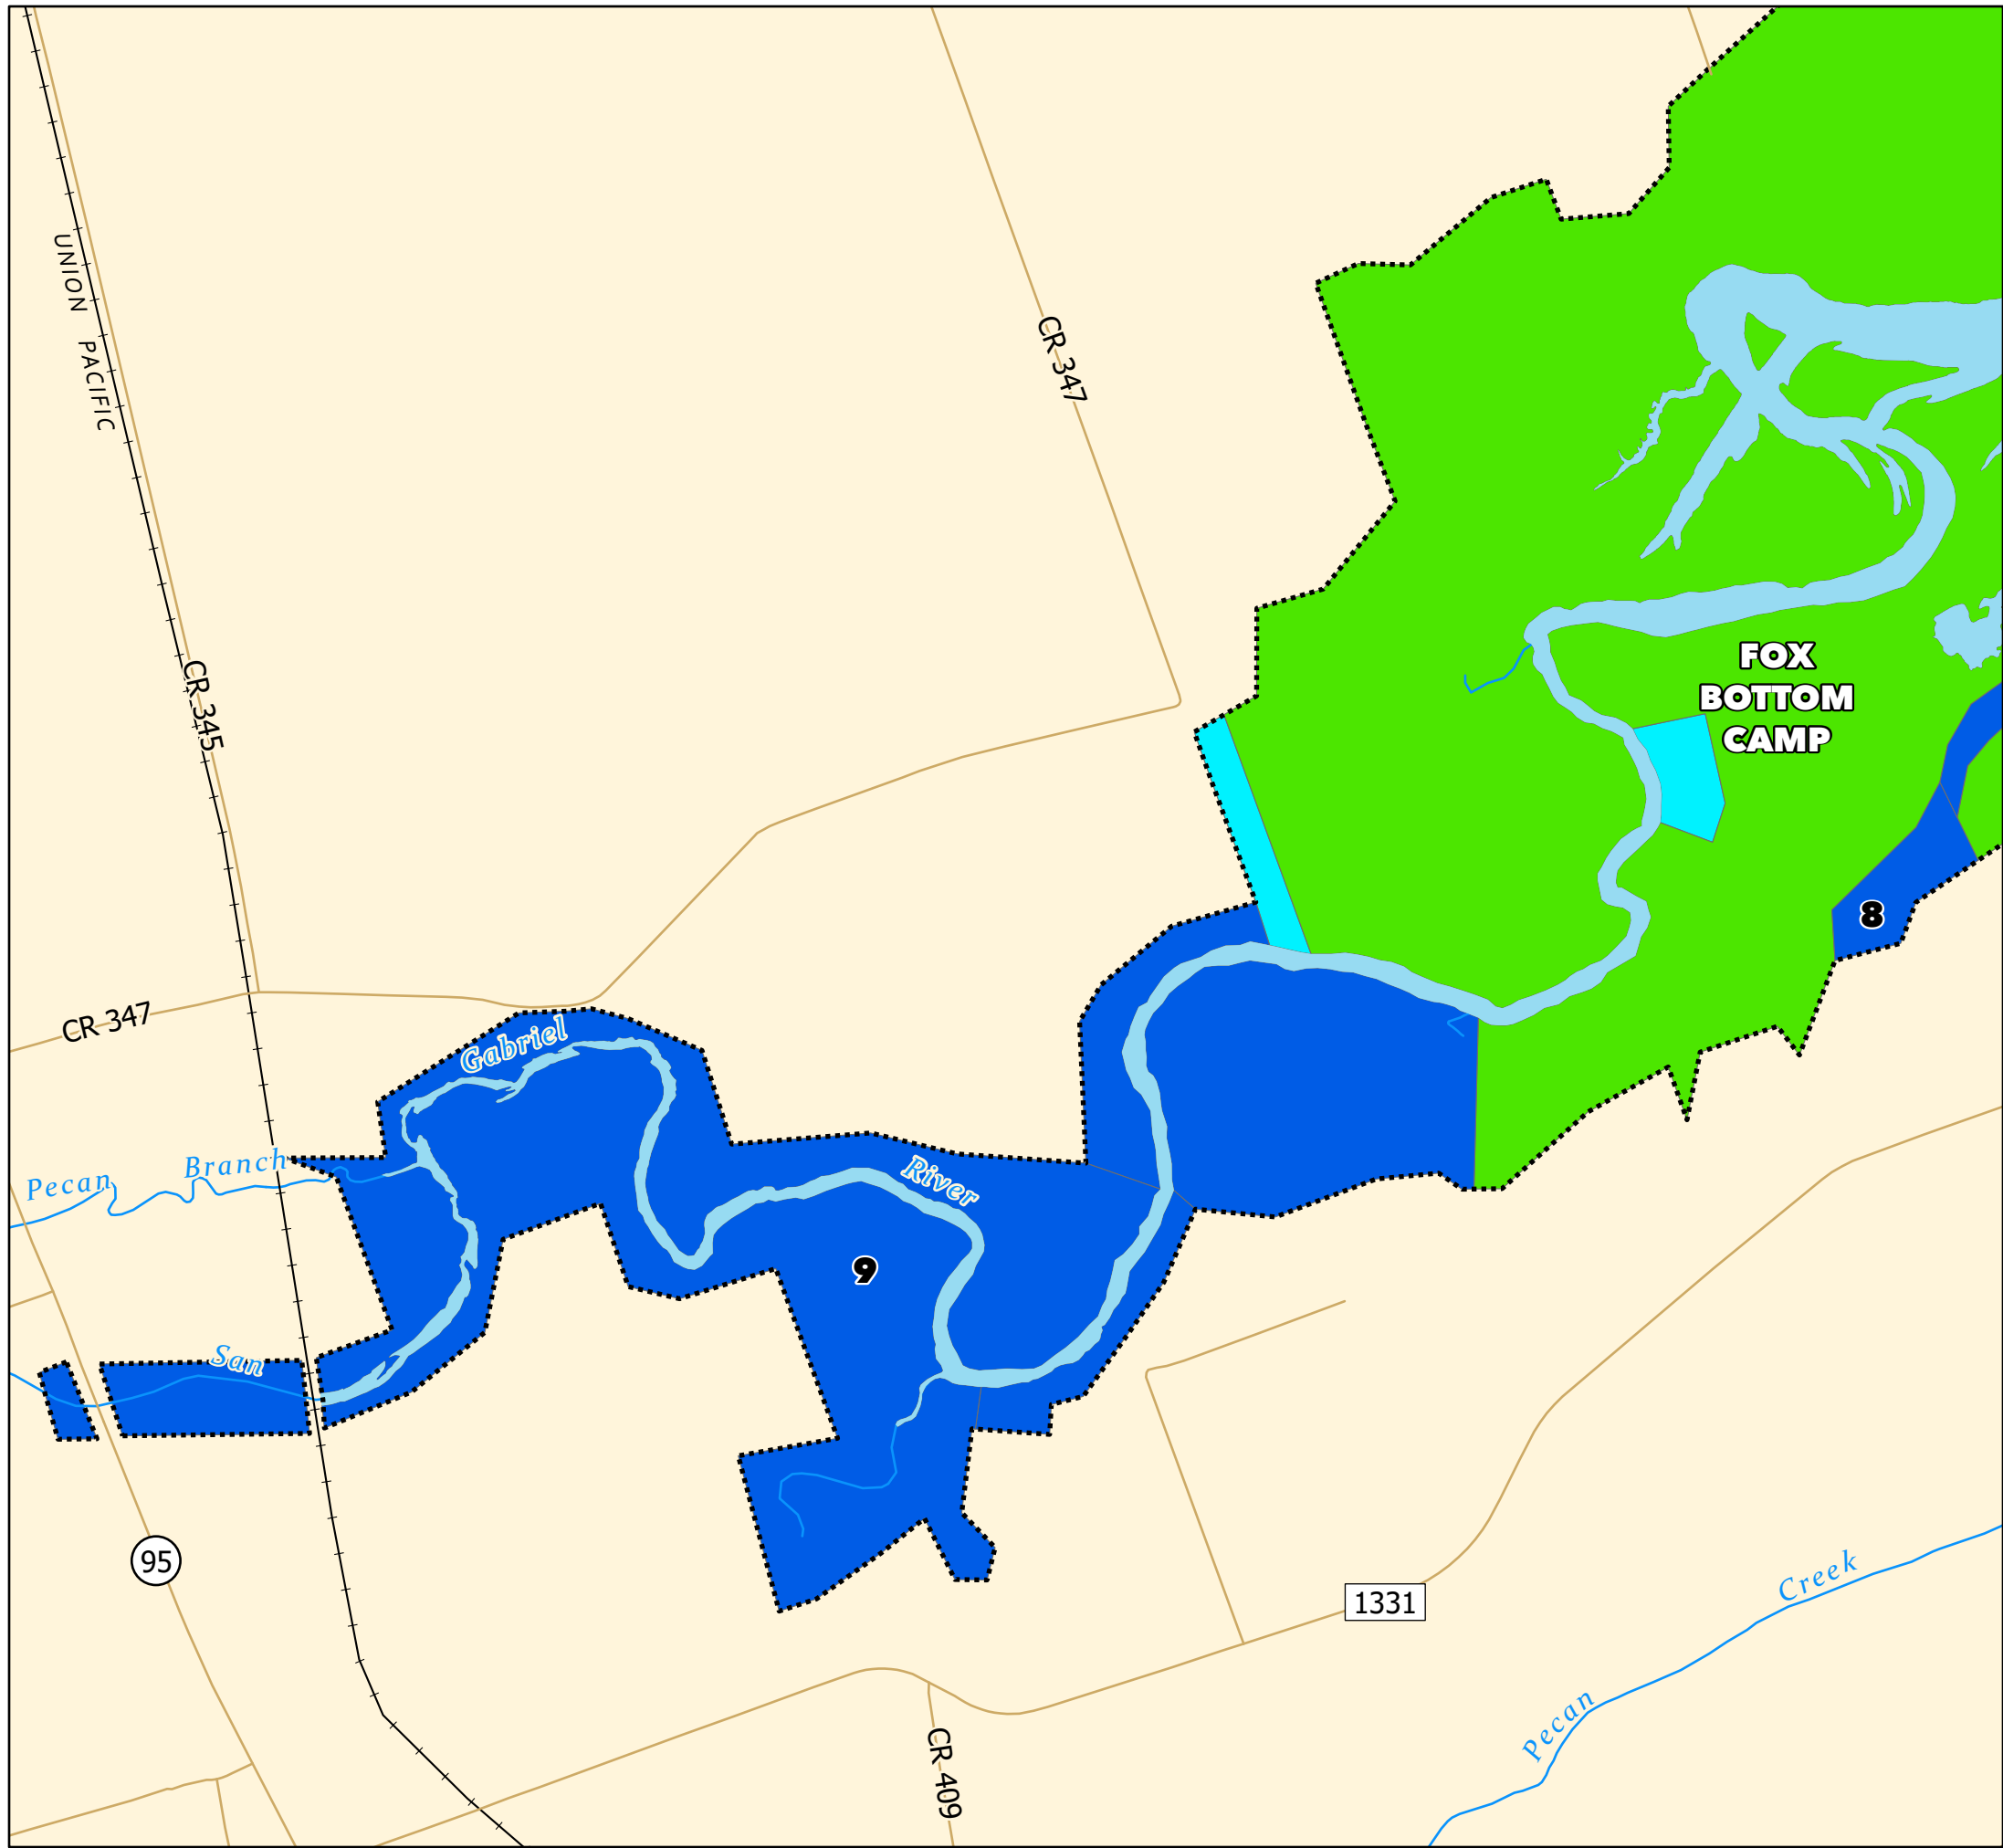 UNION PACIFIC
CR 347
CR 345
FOX
BOTTOM
CAMP
8
CR 347
Gabriel
Pecan Branch
River
9
San
95
1331
Creek
Pecan
CR 409